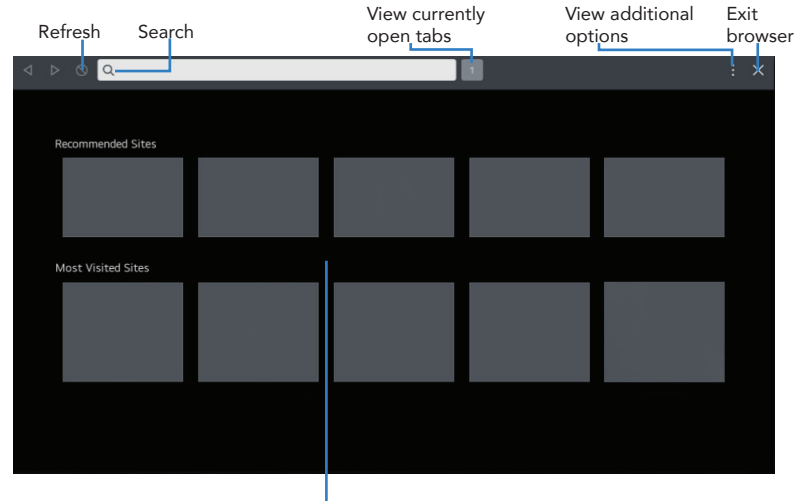 View currently
open tabs
View additional
options
Exit
browser
Refresh
Search
1
Recommended Sites
Most Visited Sites